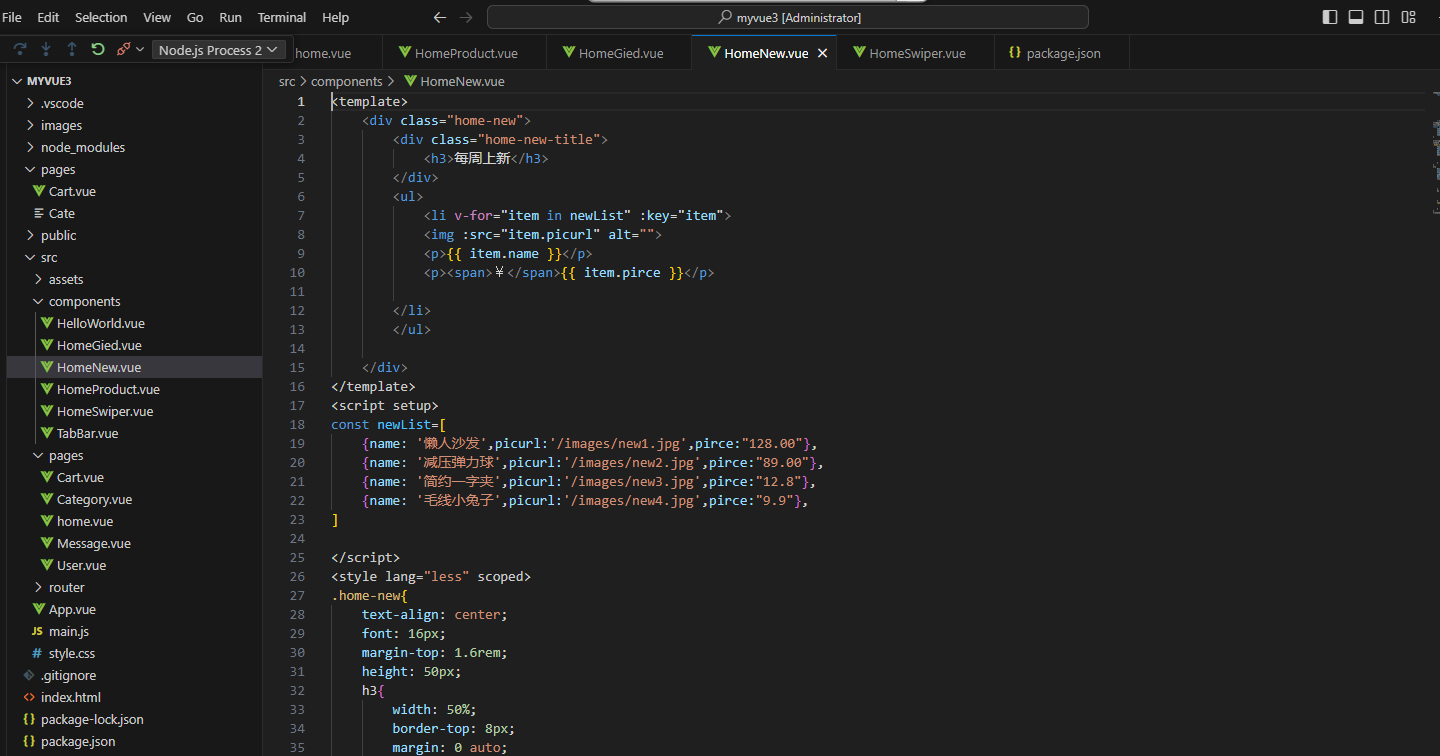 File Edit Selection View Go Run Terminal Help
myvue3 [Administrator]
Node.js Process 2
home.vue
HomeProduct.vue
HomeGied.vue
HomeNew.vue
HomeSwiper.vue
{} package.json
MYVUE3
.vscode
images
node_modules
pages
Cart.vue
Cate
public
src
assets
components
HelloWorld.vue
HomeGied.vue
HomeNew.vue
HomeProduct.vue
HomeSwiper.vue
TabBar.vue
pages
Cart.vue
Category.vue
home.vue
Message.vue
User.vue
router
App.vue
JS main.js
# style.css
.gitignore
<> index.html
{} package-lock.json
{} package.json
src > components > HomeNew.vue
1 <template>
2 <div class="home-new">
3 <div class="home-new-title">
4 <h3>每周上新</h3>
5 </div>
6 <ul>
7 <li v-for="item in newList" :key="item">
8 <img :src="item.picurl" alt="">
9 <p>{{ item.name }}</p>
10 <p><span>￥</span>{{ item.pirce }}</p>
11
12 </li>
13 </ul>
14
15 </div>
16 </template>
17 <script setup>
18 const newList=[
19 {name: '懒人沙发',picurl:'/images/new1.jpg',pirce:"128.00"},
20 {name: '减压弹力球',picurl:'/images/new2.jpg',pirce:"89.00"},
21 {name: '简约一字夹',picurl:'/images/new3.jpg',pirce:"12.8"},
22 {name: '毛线小兔子',picurl:'/images/new4.jpg',pirce:"9.9"},
23 ]
24
25 </script>
26 <style lang="less" scoped>
27 .home-new{
28 text-align: center;
29 font: 16px;
30 margin-top: 1.6rem;
31 height: 50px;
32 h3{
33 width: 50%;
34 border-top: 8px;
35 margin: 0 auto;